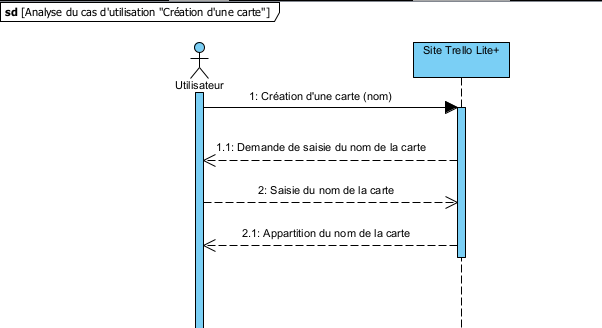 sd [Analyse du cas d'utilisation "Création d'une carte"]
Site Trello Lite+
Utilisateur
1: Création d'une carte (nom)
1.1: Demande de saisie du nom de la carte
2: Saisie du nom de la carte
2.1: Appartition du nom de la carte